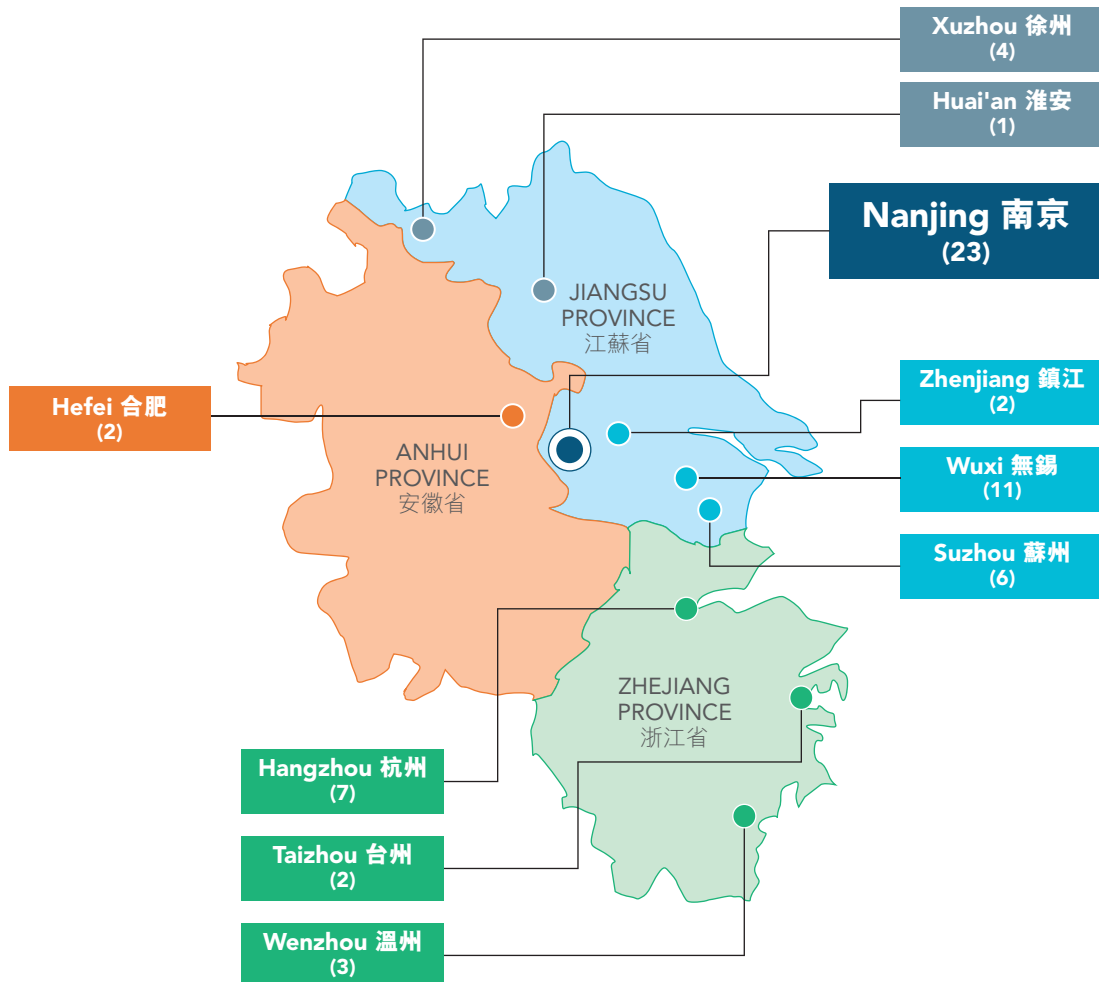 Xuzhou 徐州
(4)
Huai'an 淮安
(1)
Nanjing 南京
(23)
JIANGSU
PROVINCE
江蘇省
Zhenjiang 鎮江
(2)
Hefei 合肥
(2)
ANHUI
PROVINCE
安徽省
Wuxi 無錫
(11)
Suzhou 蘇州
(6)
ZHEJIANG
PROVINCE
浙江省
Hangzhou 杭州
(7)
Taizhou 台州
(2)
Wenzhou 溫州
(3)